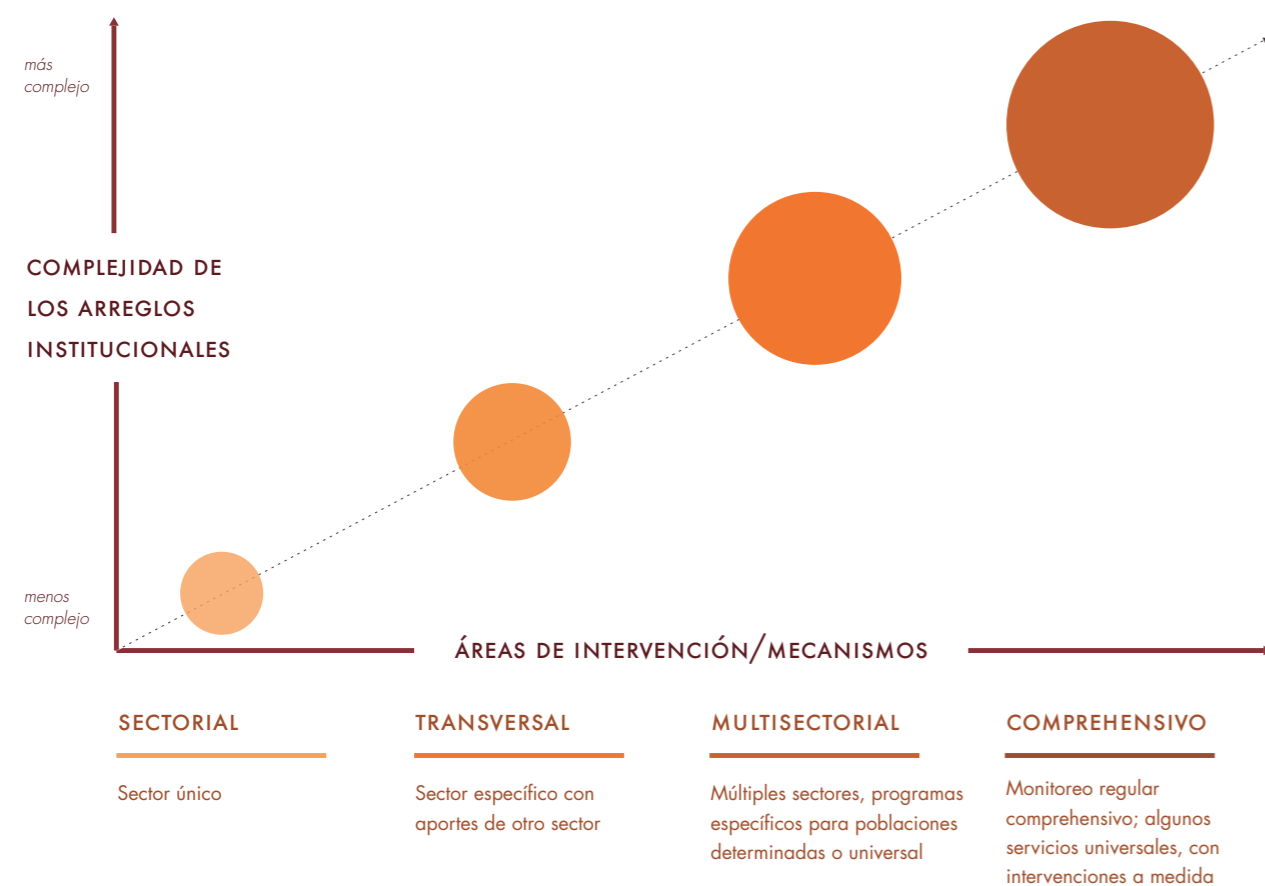 más
complejo
COMPLEJIDAD DE
LOS ARREGLOS
INSTITUCIONALES
menos
complejo
ÁREAS DE INTERVENCIÓN/MECANISMOS
SECTORIAL
Sector único
TRANSVERSAL
Sector específico con
aportes de otro sector
MULTISECTORIAL
Múltiples sectores, programas
específicos para poblaciones
determinadas o universal
COMPREHENSIVO
Monitoreo regular
comprehensivo; algunos
servicios universales, con
intervenciones a medida